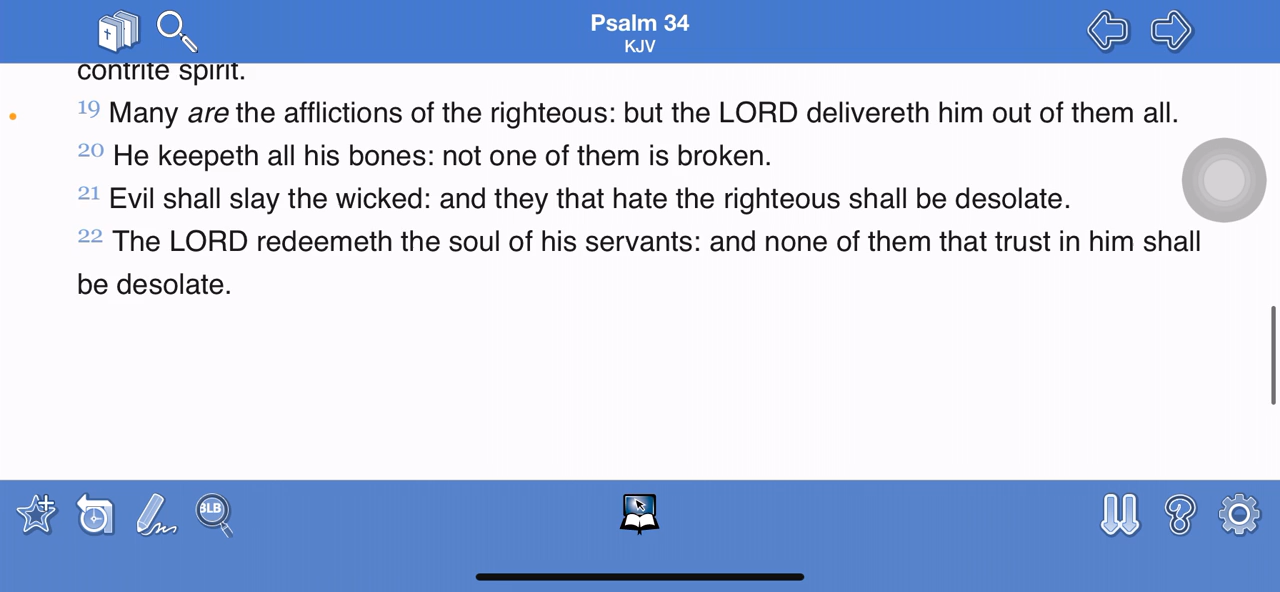 Psalm 34
KJV
contrite spirit.
19 Many are the afflictions of the righteous: but the LORD delivereth him out of them all.
20 He keepeth all his bones: not one of them is broken.
21 Evil shall slay the wicked: and they that hate the righteous shall be desolate.
22 The LORD redeemeth the soul of his servants: and none of them that trust in him shall
be desolate.
BLB